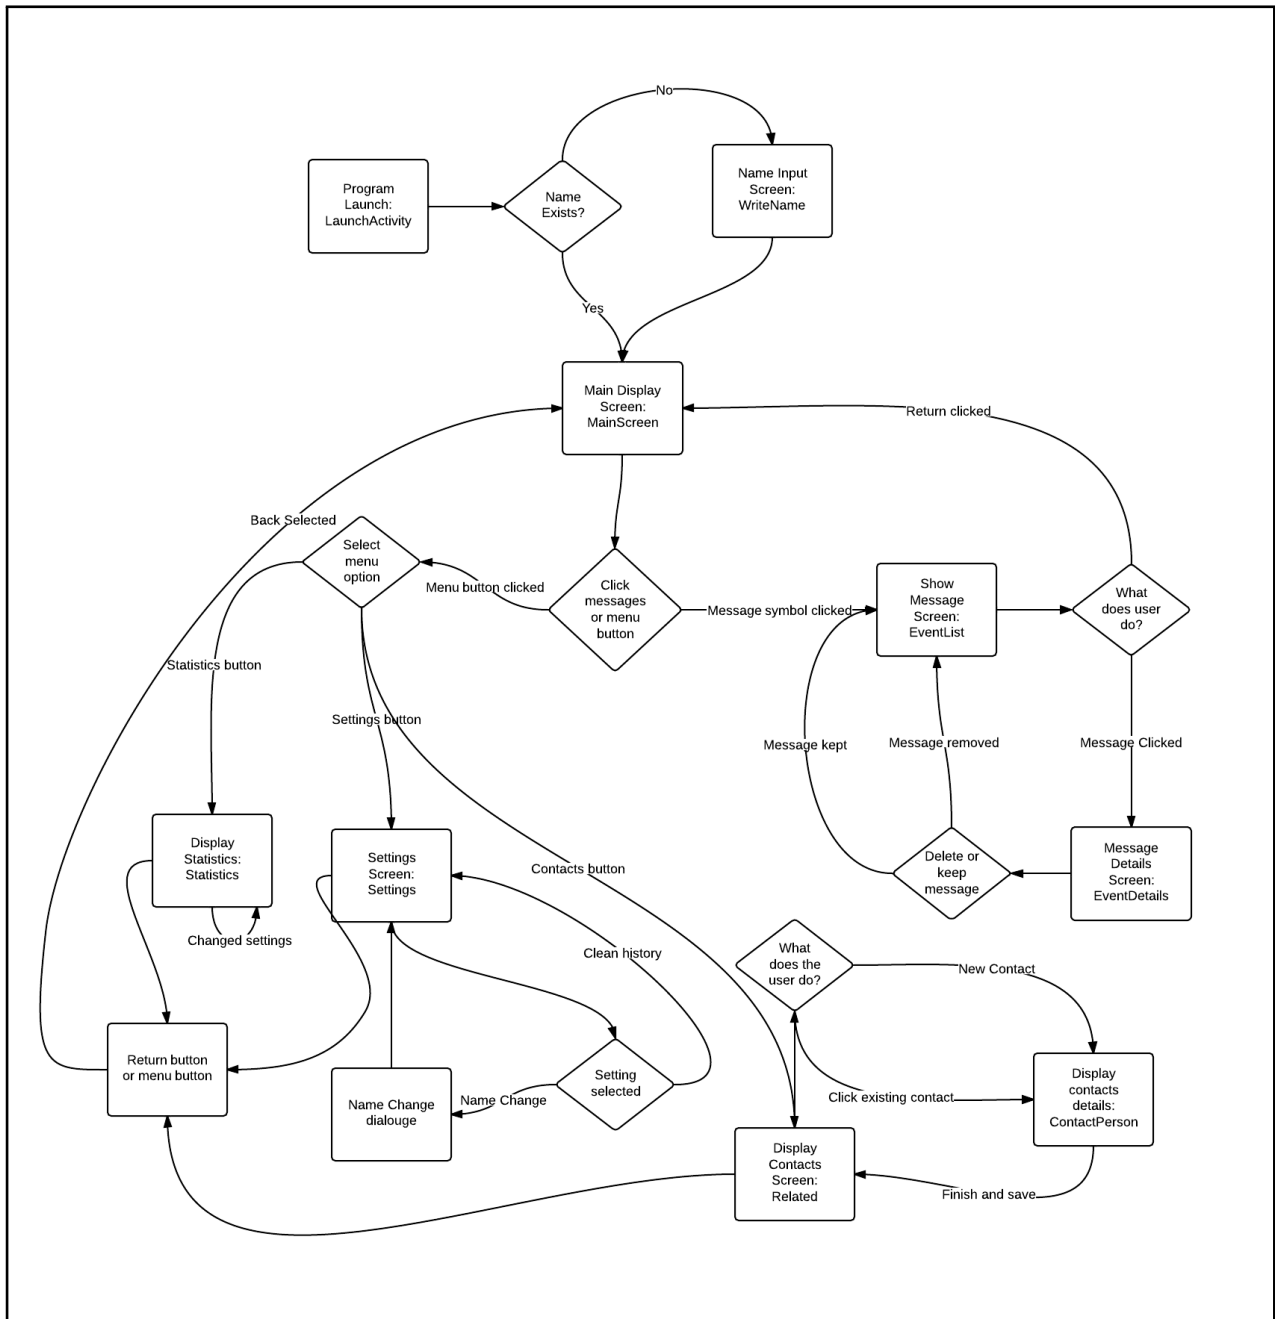 No
Program
Launch:
LaunchActivity
Name
Exists?
Name Input
Screen:
WriteName
Yes
Main Display
Screen:
MainScreen
Return clicked
Back Selected
Select
menu
option
Menu button clicked
Click
messages
or menu
button
Message symbol clicked
Show
Message
Screen:
EventList
What
does user
do?
Statistics button
Settings button
Message kept
Message removed
Message Clicked
Display
Statistics:
Statistics
Settings
Screen:
Settings
Contacts button
Delete or
keep
message
Message
Details
Screen:
EventDetails
Changed settings
Clean history
What
does the
user do?
New Contact
Return button
or menu button
Name Change
dialouge
Name Change
Setting
selected
Click existing contact
Display
contacts
details:
ContactPerson
Display
Contacts
Screen:
Related
Finish and save